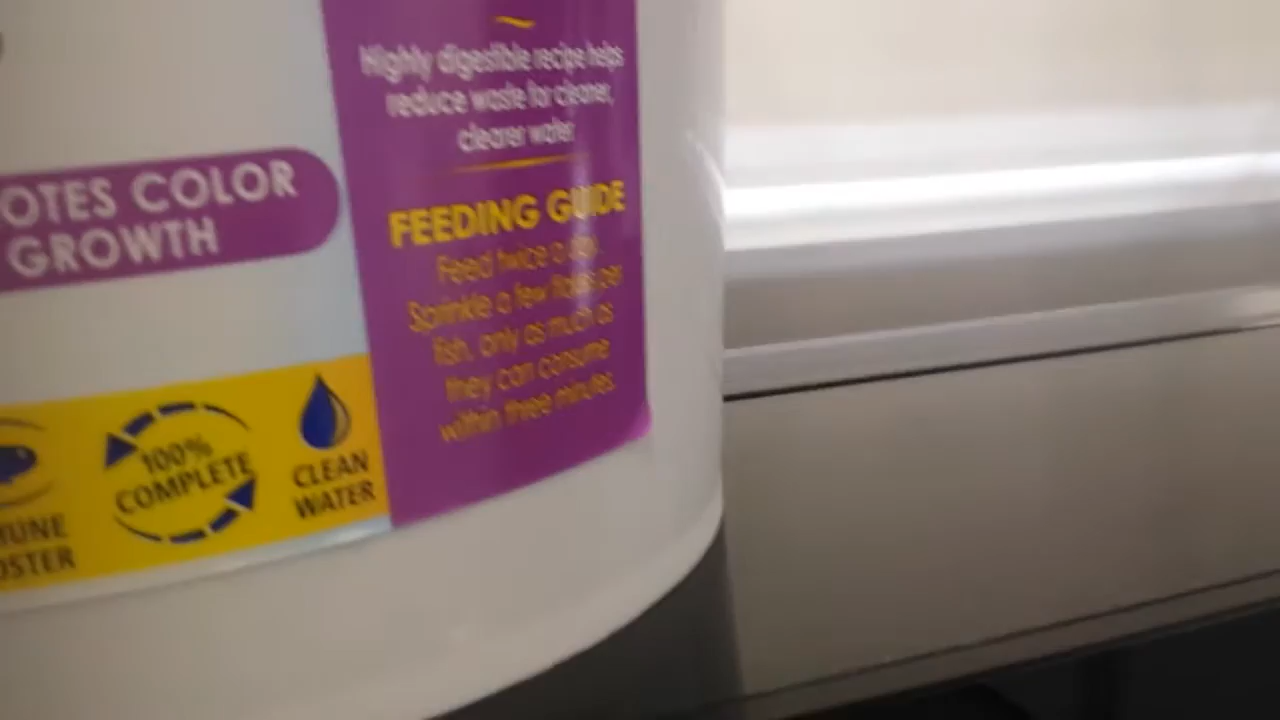 Highly digestible recipe helps
reduce waste for cleaner,
clearer water.
OTES COLOR
GROWTH
FEEDING GUIDE
Feed twice a day.
Sprinkle a few flakes per
fish, only as much as
they can consume
within three minutes.
100%
COMPLETE
CLEAN
WATER
MUNE
OSTER